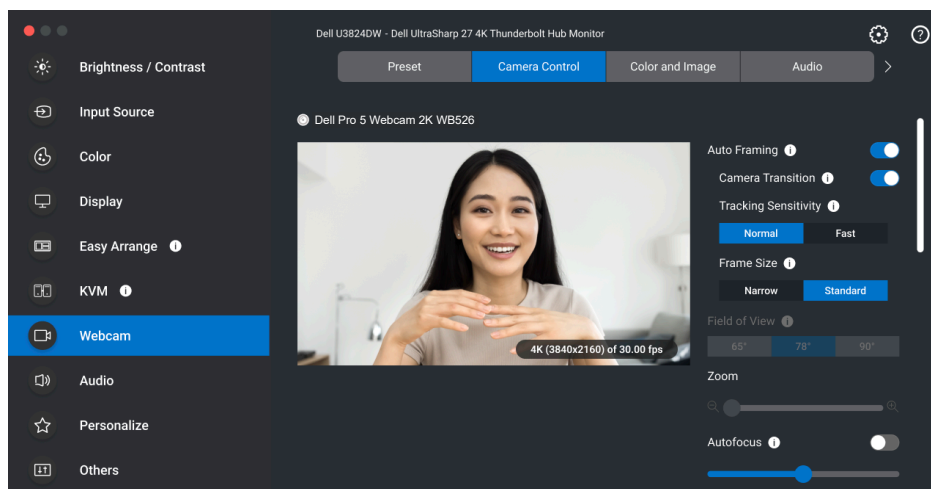 Dell U3824DW - Dell UltraSharp 27 4K Thunderbolt Hub Monitor
?
Brightness / Contrast
Input Source
Color
Display
Easy Arrange i
KVM i
Webcam
Audio
Personalize
Others
Preset
Camera Control
Color and Image
Audio
Dell Pro 5 Webcam 2K WB526
4K (3840x2160) of 30.00 fps
Auto Framing i
Camera Transition i
Tracking Sensitivity i
Normal
Fast
Frame Size i
Narrow
Standard
Field of View i
65°
78°
90°
Zoom
Autofocus i